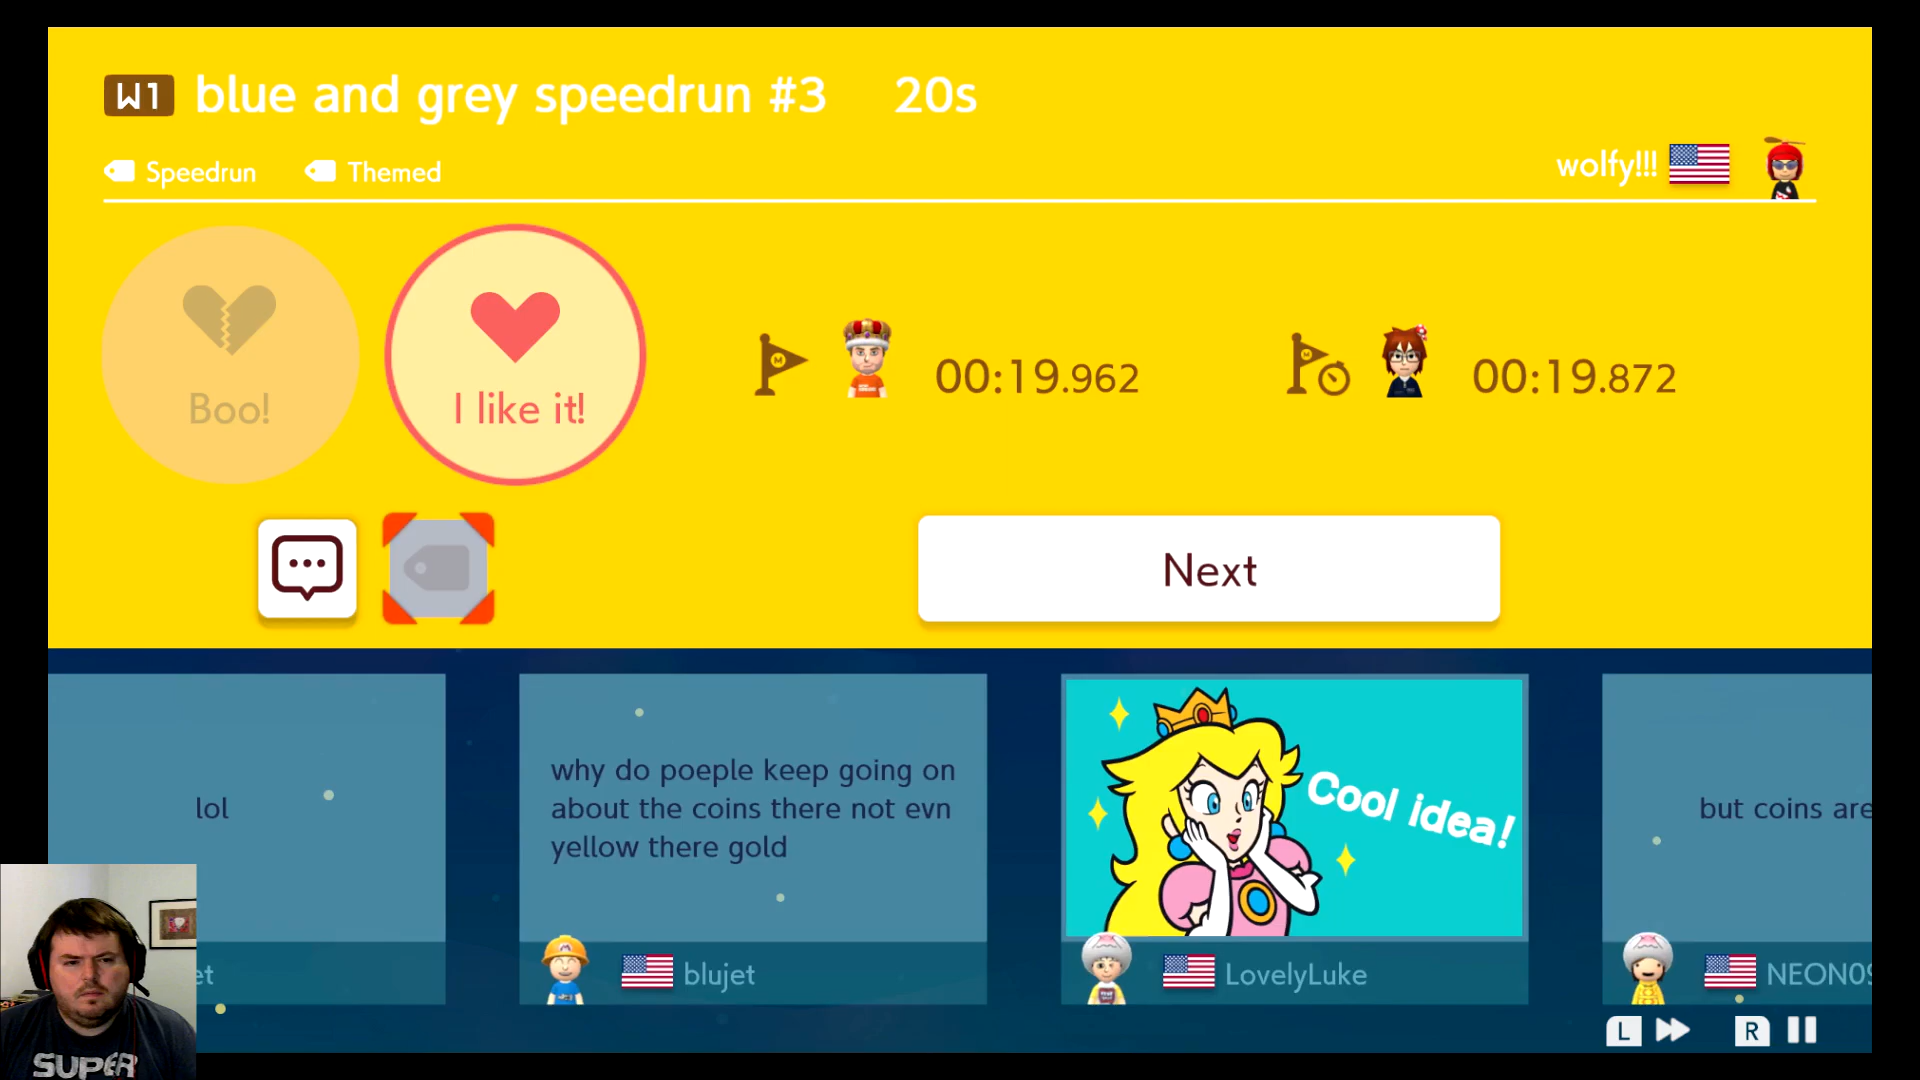 W1 blue and grey speedrun #3 20s
Speedrun Themed
wolfy!!!
Boo!
I like it!
00:19.962
00:19.872
Next
lol
why do poeple keep going on
about the coins there not evn
yellow there gold
Cool idea!
but coins are
et
blujet
LovelyLuke
NEON09
L R
SUPER